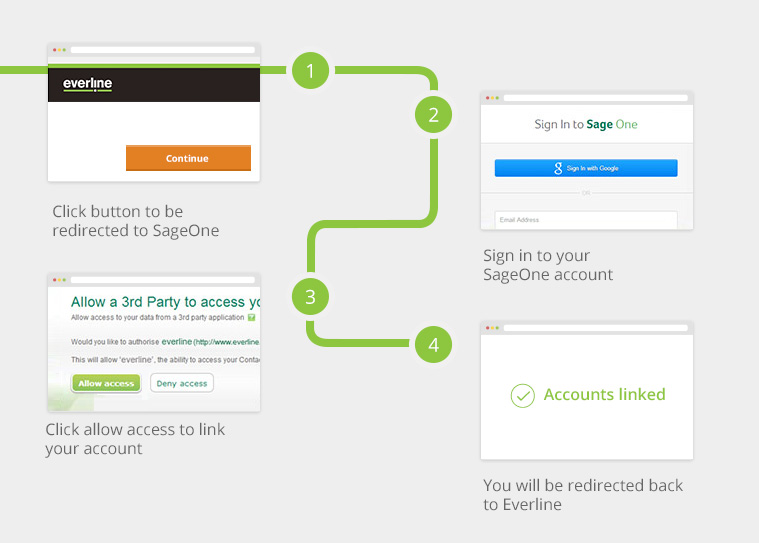 everline
Continue
Click button to be
redirected to SageOne
1
2
Sign In to Sage One
Sign in with Google
OR
Email Address
Sign in to your
SageOne account
Allow a 3rd Party to access yo
Allow access to your data from a 3rd party application
Would you like to authorise everline (http://www.everline
This will allow 'everline', the ability to access your Conta
Allow access
Deny access
Click allow access to link
your account
3
4
Accounts linked
You will be redirected back
to Everline